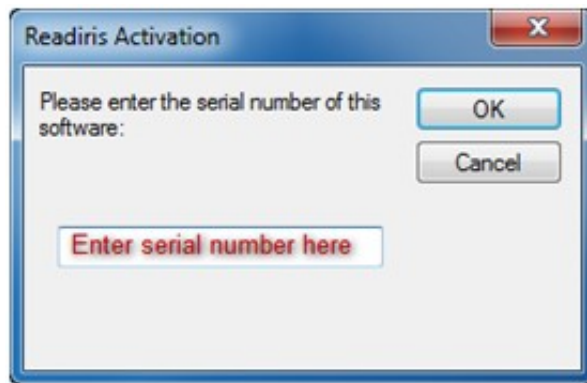 Readiris Activation
Please enter the serial number of this
software:
OK
Cancel
Enter serial number here